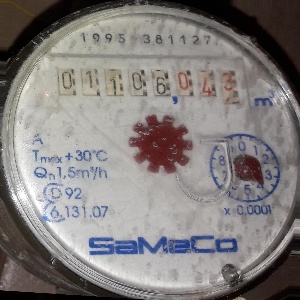 1995 381127
01106,043 m³
A
Tmax +30°C
Qn1,5m³/h
D 92
6.131.07
x 0,0001
SaMeCo